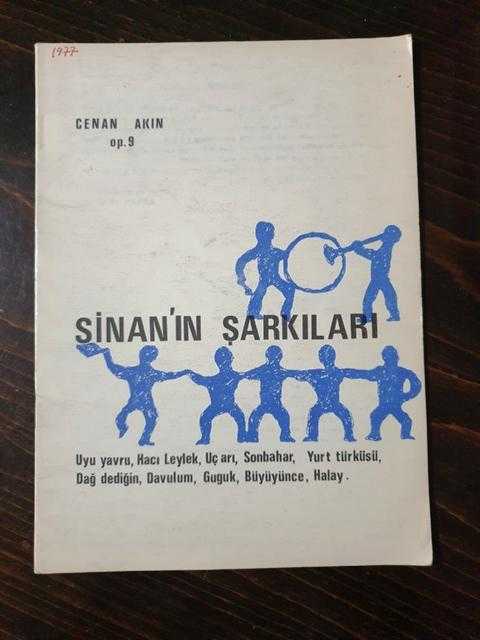 1977
CENAN AKIN
op.9
SİNAN'IN ŞARKILARI
Uyu yavru, Hacı Leylek, Uç arı, Sonbahar, Yurt türküsü,
Dağ dediğin, Davulum, Guguk, Büyüyünce, Halay.